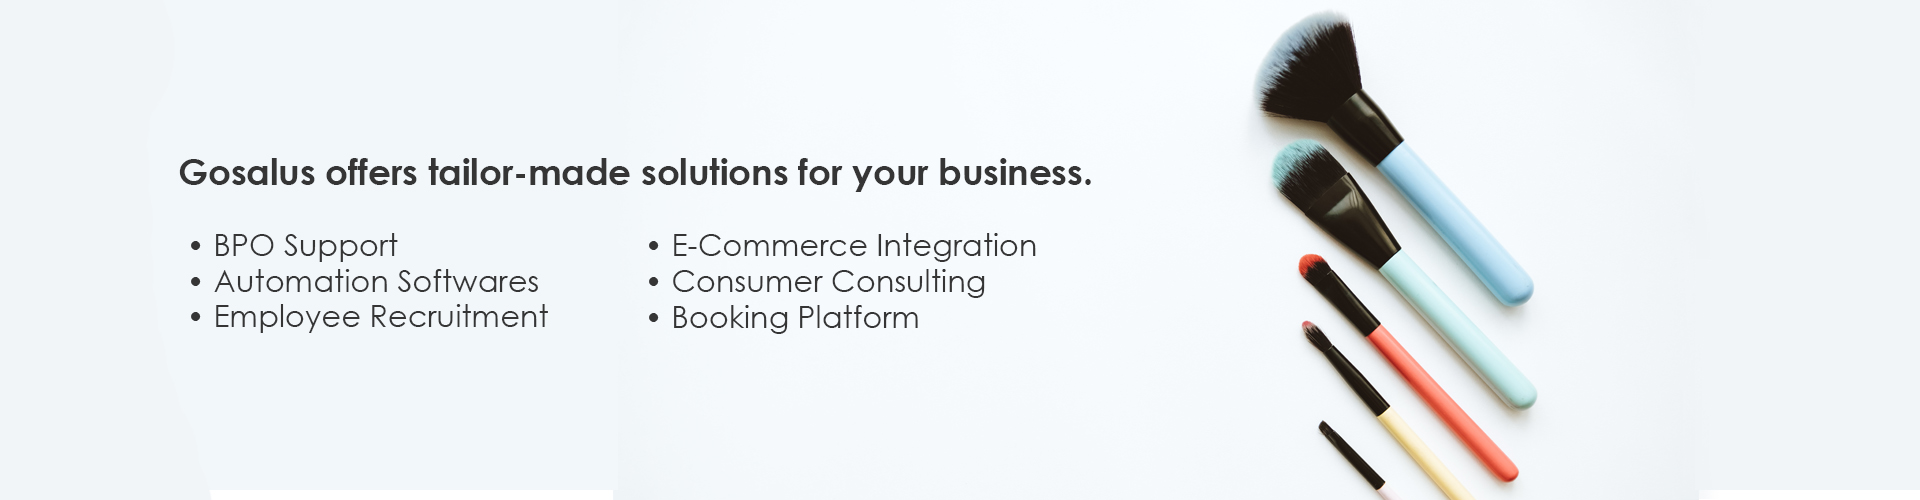 Gosalus offers tailor-made solutions for your business.
• BPO Support
• Automation Softwares
• Employee Recruitment
• E-Commerce Integration
• Consumer Consulting
• Booking Platform